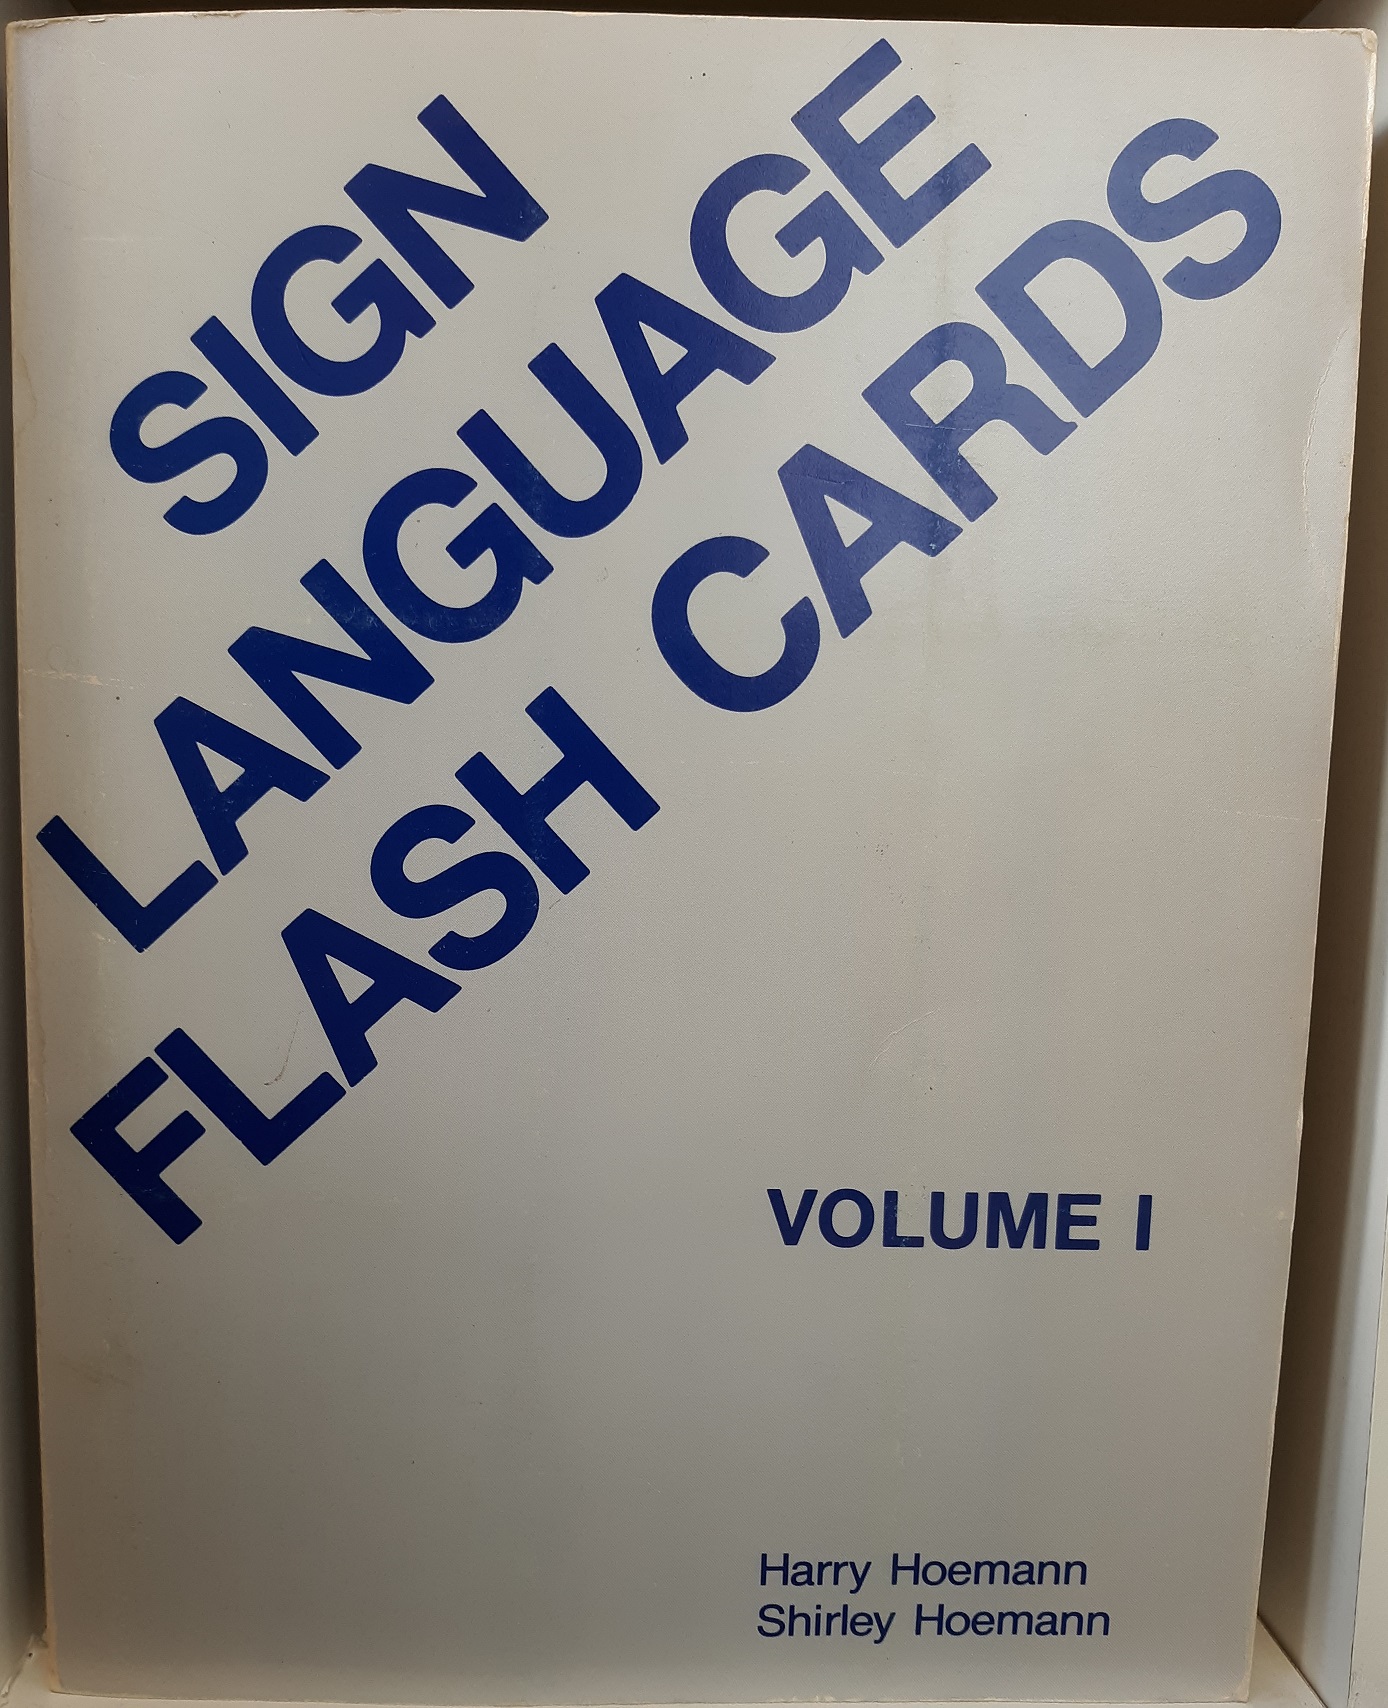 SIGN
LANGUAGE
FLASH CARDS
VOLUME I
Harry Hoemann
Shirley Hoemann